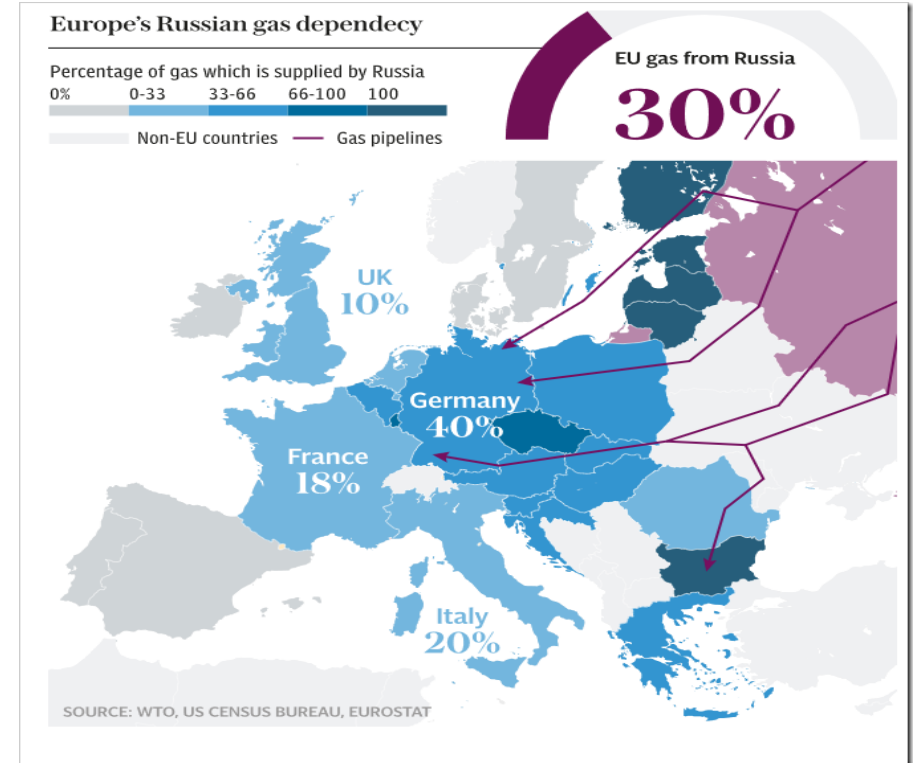 Europe's Russian gas dependecy
Percentage of gas which is supplied by Russia
0% 0-33 33-66 66-100 100
Non-EU countries Gas pipelines
EU gas from Russia
30%
UK
10%
Germany
40%
France
18%
Italy
20%
SOURCE: WTO, US CENSUS BUREAU, EUROSTAT